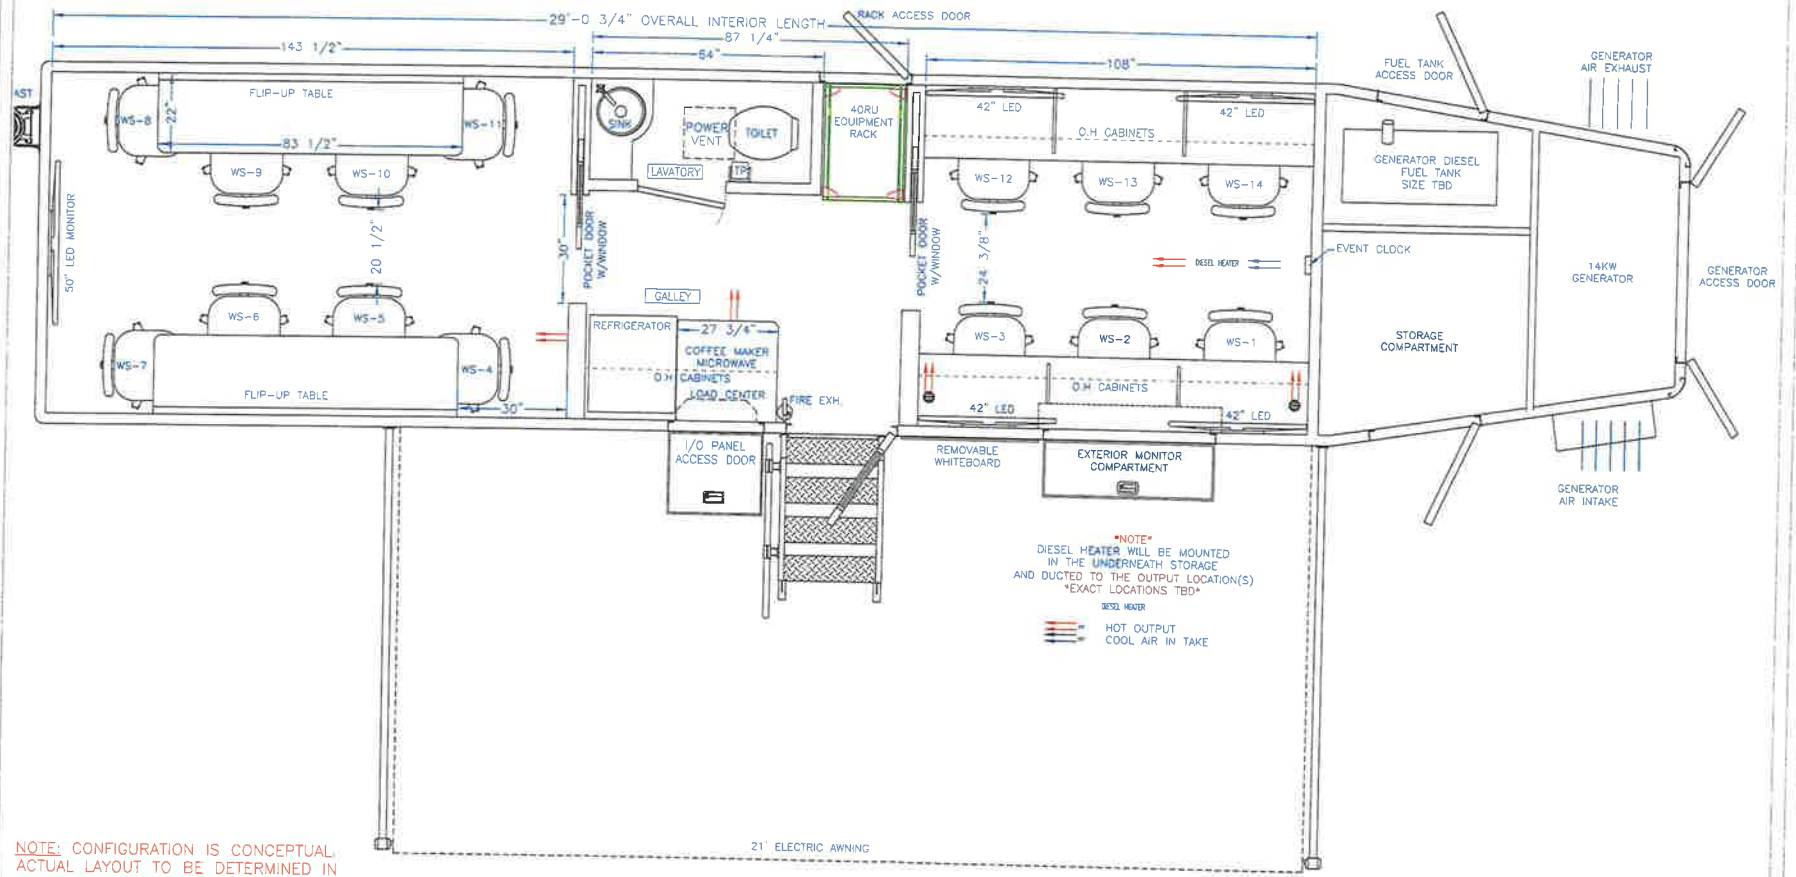 29'-0 3/4" OVERALL INTERIOR LENGTH
RACK ACCESS DOOR
143 1/2"
87 1/4"
64"
108"
FUEL TANK
ACCESS DOOR
GENERATOR
AIR EXHAUST
AST
WS-8
22"
FLIP-UP TABLE
83 1/2"
WS-11
WS-9
WS-10
SINK
POWER
VENT
TOILET
LAVATORY
TP
40RU
EQUIPMENT
RACK
42" LED
42" LED
O.H CABINETS
WS-12
WS-13
WS-14
GENERATOR DIESEL
FUEL TANK
SIZE TBD
50" LED MONITOR
20 1/2"
30"
POCKET DOOR
W/WINDOW
POCKET DOOR
W/WINDOW
24 3/8"
DIESEL HEATER
EVENT CLOCK
14KW
GENERATOR
GENERATOR
ACCESS DOOR
GALLEY
WS-6
WS-5
WS-7
WS-4
FLIP-UP TABLE
30"
REFRIGERATOR
27 3/4"
COFFEE MAKER
MICROWAVE
O.H CABINETS
LOAD CENTER
FIRE EXH.
WS-3
WS-2
WS-1
O.H CABINETS
42" LED
42" LED
STORAGE
COMPARTMENT
I/O PANEL
ACCESS DOOR
REMOVABLE
WHITEBOARD
EXTERIOR MONITOR
COMPARTMENT
GENERATOR
AIR INTAKE
*NOTE*
DIESEL HEATER WILL BE MOUNTED
IN THE UNDERNEATH STORAGE
AND DUCTED TO THE OUTPUT LOCATION(S)
*EXACT LOCATIONS TBD*
DIESEL HEATER
HOT OUTPUT
COOL AIR IN TAKE
21' ELECTRIC AWNING
NOTE: CONFIGURATION IS CONCEPTUAL.
ACTUAL LAYOUT TO BE DETERMINED IN